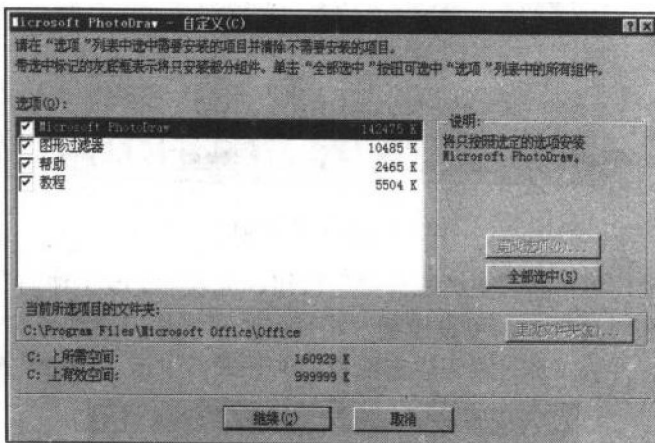 Microsoft PhotoDraw - 自定义(C)
请在“选项”列表中选中需要安装的项目并清除不需要安装的项目。
带选中标记的灰底框表示将只安装部分组件。单击“全部选中”按钮可选中“选项”列表中的所有组件。
选项(O):
Microsoft PhotoDraw 142475 K
图形过滤器 10485 K
帮助 2465 K
教程 5504 K
说明:
将只按照选定的选项安装
Microsoft PhotoDraw。
全部选中(S)
当前所选项目的文件夹:
C:\Program Files\Microsoft Office\Office
C: 上所需空间: 160929 K
C: 上有效空间: 999999 K
继续(C)
取消